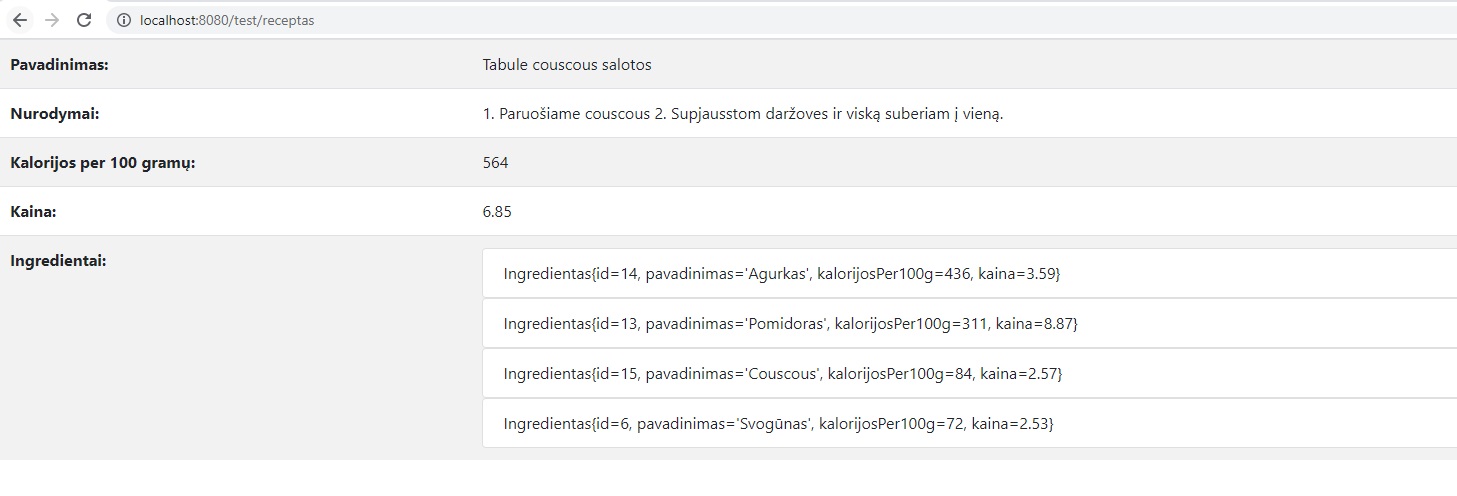 localhost:8080/test/receptas
Pavadinimas: Tabule couscous salotos
Nurodymai: 1. Paruošiame couscous 2. Supjausstom daržoves ir viską suberiam į vieną.
Kalorijos per 100 gramų: 564
Kaina: 6.85
Ingredientai:
Ingredientas{id=14, pavadinimas='Agurkas', kalorijosPer100g=436, kaina=3.59}
Ingredientas{id=13, pavadinimas='Pomidoras', kalorijosPer100g=311, kaina=8.87}
Ingredientas{id=15, pavadinimas='Couscous', kalorijosPer100g=84, kaina=2.57}
Ingredientas{id=6, pavadinimas='Svogūnas', kalorijosPer100g=72, kaina=2.53}